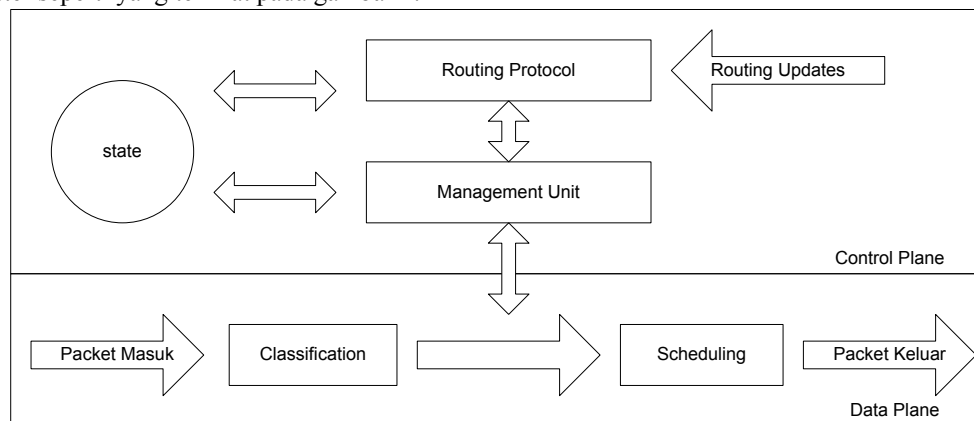 Routing Protocol
Routing Updates
state
Management Unit
Control Plane
Packet Masuk
Classification
Scheduling
Packet Keluar
Data Plane